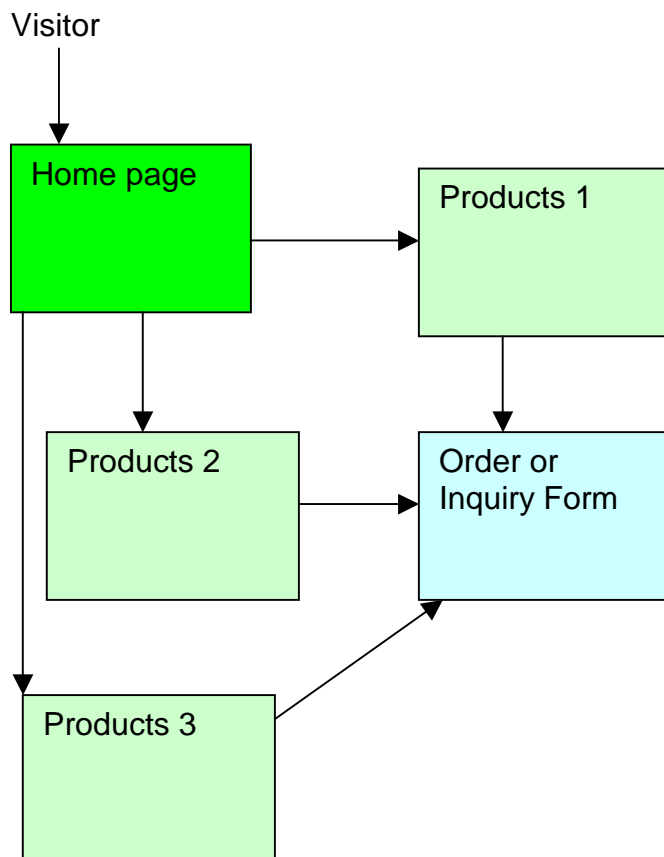 Visitor
Home page
Products 1
Products 2
Order or
Inquiry Form
Products 3